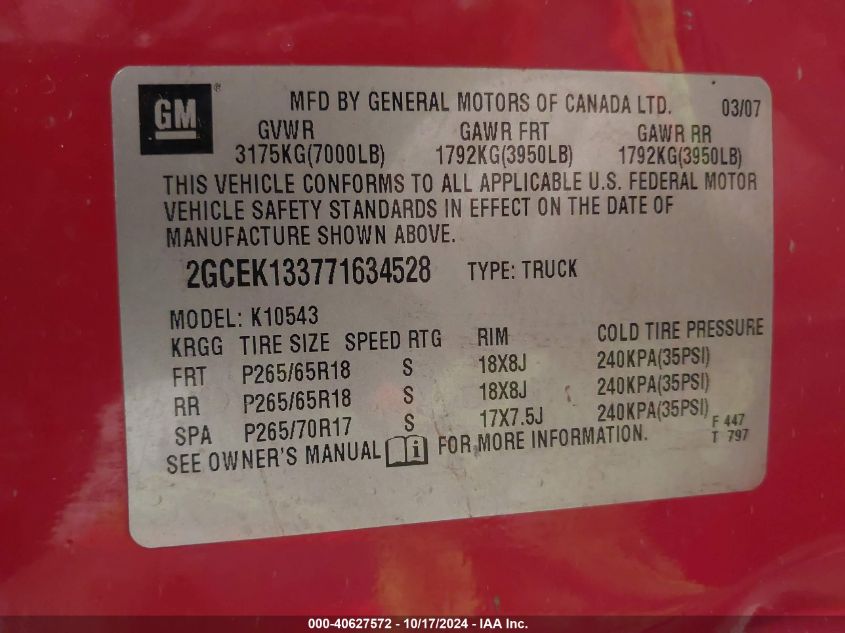 GM ®
MFD BY GENERAL MOTORS OF CANADA LTD. 03/07
GVWR GAWR FRT GAWR RR
3175KG(7000LB) 1792KG(3950LB) 1792KG(3950LB)
THIS VEHICLE CONFORMS TO ALL APPLICABLE U.S. FEDERAL MOTOR
VEHICLE SAFETY STANDARDS IN EFFECT ON THE DATE OF
MANUFACTURE SHOWN ABOVE.
2GCEK133771634528 TYPE: TRUCK
MODEL: K10543
KRGG TIRE SIZE SPEED RTG RIM COLD TIRE PRESSURE
FRT P265/65R18 S 18X8J 240KPA(35PSI)
RR P265/65R18 S 18X8J 240KPA(35PSI)
SPA P265/70R17 S 17X7.5J 240KPA(35PSI)
F 447
SEE OWNER'S MANUAL FOR MORE INFORMATION.
T 797
000-40627572 - 10/17/2024 - IAA Inc.